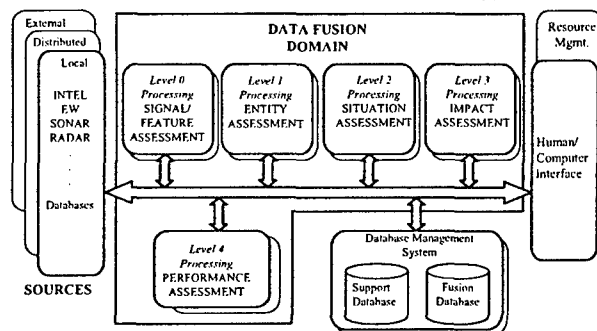 External
Distributed
Local
INTEL
EW
SONAR
RADAR
.
.
.
Databases
SOURCES
DATA FUSION
DOMAIN
Level 0
Processing
SIGNAL/
FEATURE
ASSESSMENT
Level 1
Processing
ENTITY
ASSESSMENT
Level 2
Processing
SITUATION
ASSESSMENT
Level 3
Processing
IMPACT
ASSESSMENT
Level 4
Processing
PERFORMANCE
ASSESSMENT
Database Management
System
Support
Database
Fusion
Database
Resource
Mgmt.
Human/
Computer
Interface